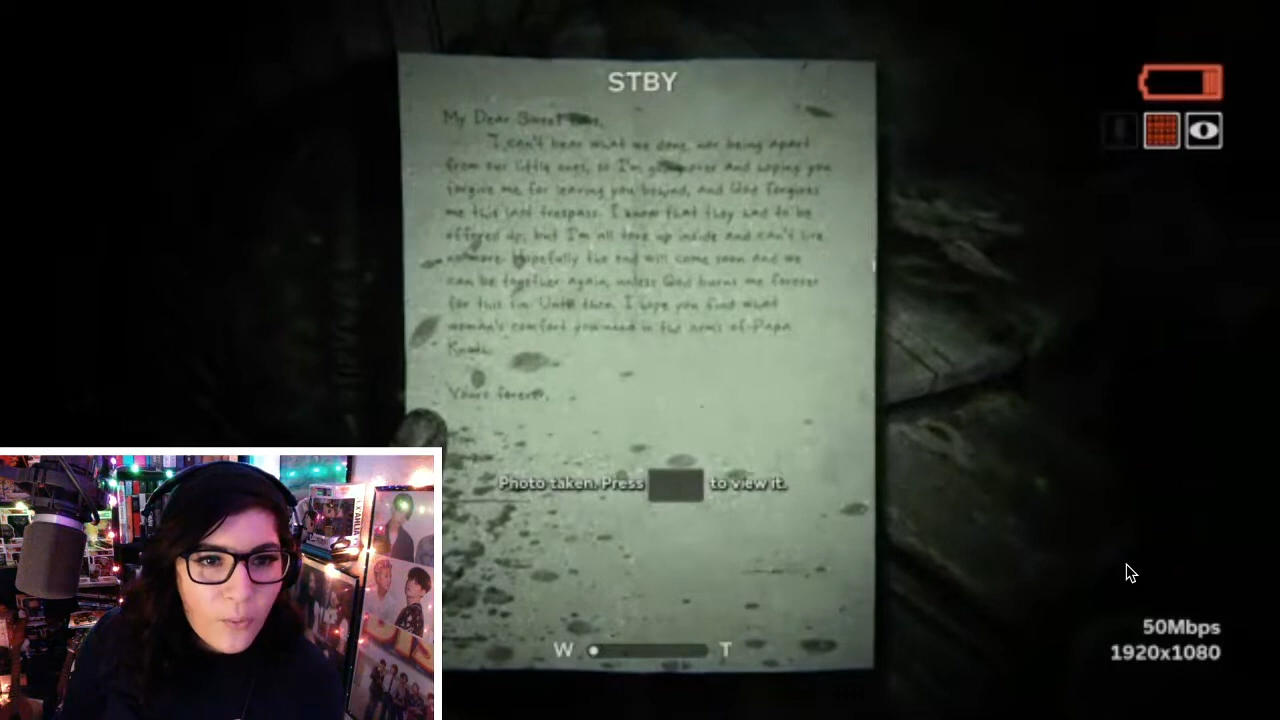 STBY
My Dear Sweet
I can't bear what we done, nor being apart
from our little ones, so I'm over and hoping you
forgive me for leaving you behind, and God forgives
me this last trespass. I know that they had to be
offered up, but I'm all tore up inside and can't live
no more. Hopefully the end will come soon and we
can be together again, unless God burns me forever
for this sin. Until then, I hope you find what
woman's comfort you need in the arms of Papa
Knoth.
Yours forever,
Photo taken. Press to view it.
W T
50Mbps
1920x1080